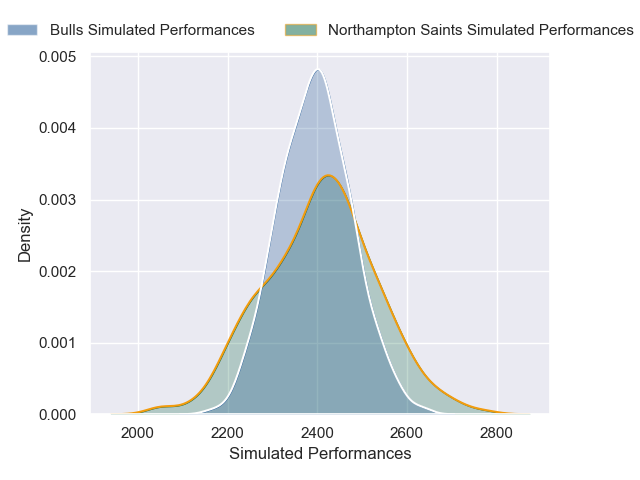 Bulls Simulated Performances
Northampton Saints Simulated Performances
0.005
0.004
0.003
0.002
0.001
0.000
Density
2000 2200 2400 2600 2800
Simulated Performances